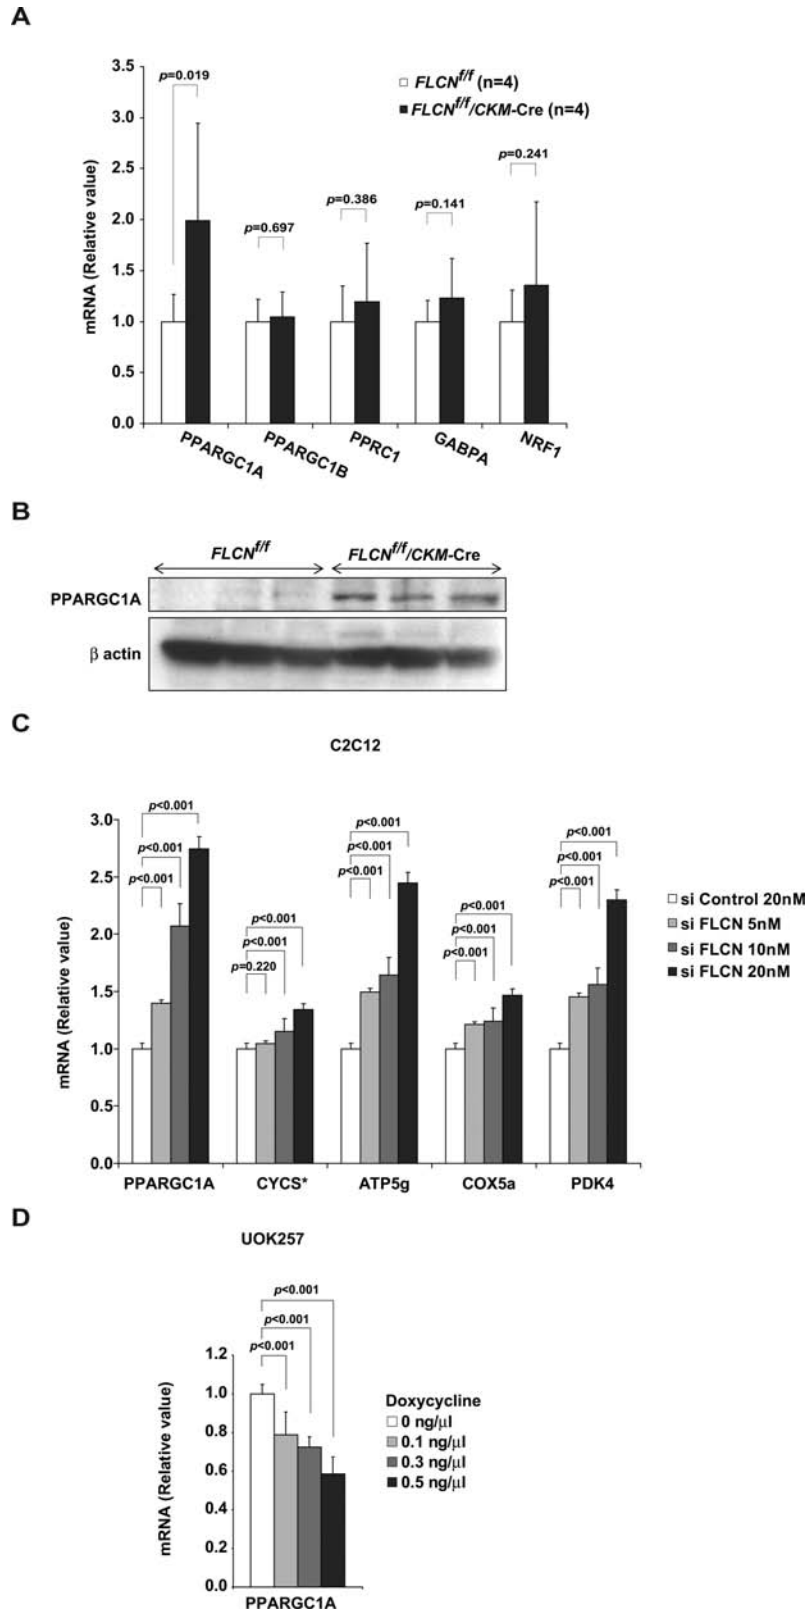 A
FLCN^f/f (n=4)
FLCN^f/f/CKM-Cre (n=4)
mRNA (Relative value)
3.5
3.0
2.5
2.0
1.5
1.0
0.5
0.0
p=0.019
p=0.697
p=0.386
p=0.141
p=0.241
PPARGC1A
PPARGC1B
PPRC1
GABPA
NRF1
B
FLCN^f/f
FLCN^f/f/CKM-Cre
PPARGC1A
β actin
C
C2C12
mRNA (Relative value)
3.0
2.5
2.0
1.5
1.0
0.5
0.0
p<0.001
p<0.001
p<0.001
p<0.001
p<0.001
p=0.220
p<0.001
p<0.001
p<0.001
p<0.001
p<0.001
p<0.001
p<0.001
p<0.001
p<0.001
PPARGC1A
CYCS*
ATP5g
COX5a
PDK4
si Control 20nM
si FLCN 5nM
si FLCN 10nM
si FLCN 20nM
D
UOK257
mRNA (Relative value)
1.2
1.0
0.8
0.6
0.4
0.2
0.0
p<0.001
p<0.001
p<0.001
PPARGC1A
Doxycycline
0 ng/µl
0.1 ng/µl
0.3 ng/µl
0.5 ng/µl